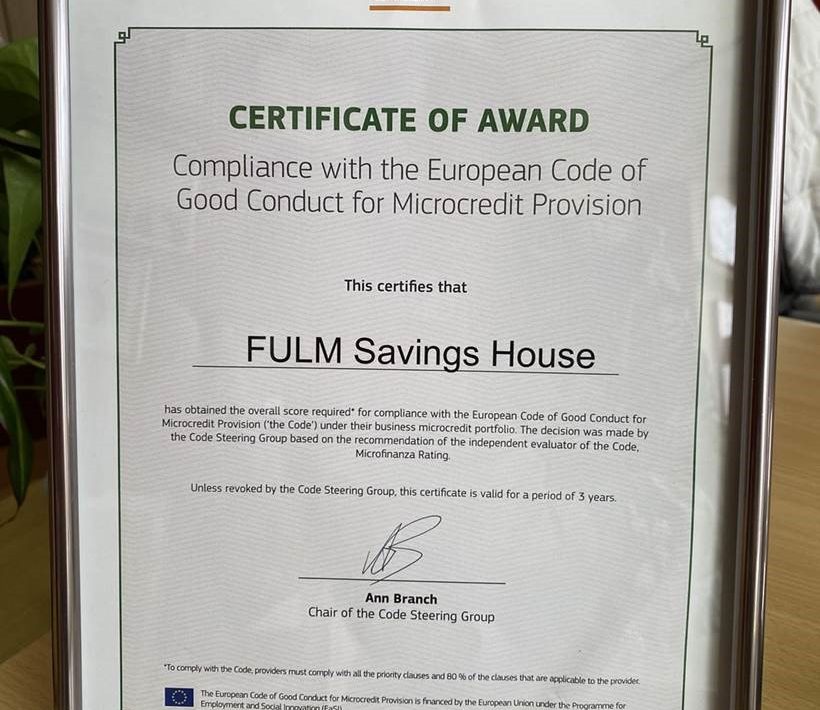 CERTIFICATE OF AWARD
Compliance with the European Code of
Good Conduct for Microcredit Provision
This certifies that
FULM Savings House
has obtained the overall score required* for compliance with the European Code of Good Conduct for
Microcredit Provision ('the Code') under their business microcredit portfolio. The decision was made by
the Code Steering Group based on the recommendation of the independent evaluator of the Code,
Microfinanza Rating.
Unless revoked by the Code Steering Group, this certificate is valid for a period of 3 years.
Ann Branch
Chair of the Code Steering Group
*To comply with the Code, providers must comply with all the priority clauses and 80 % of the clauses that are applicable to the provider.
The European Code of Good Conduct for Microcredit Provision is financed by the European Union under the Programme for
Employment and Social Innovation (EaSI).